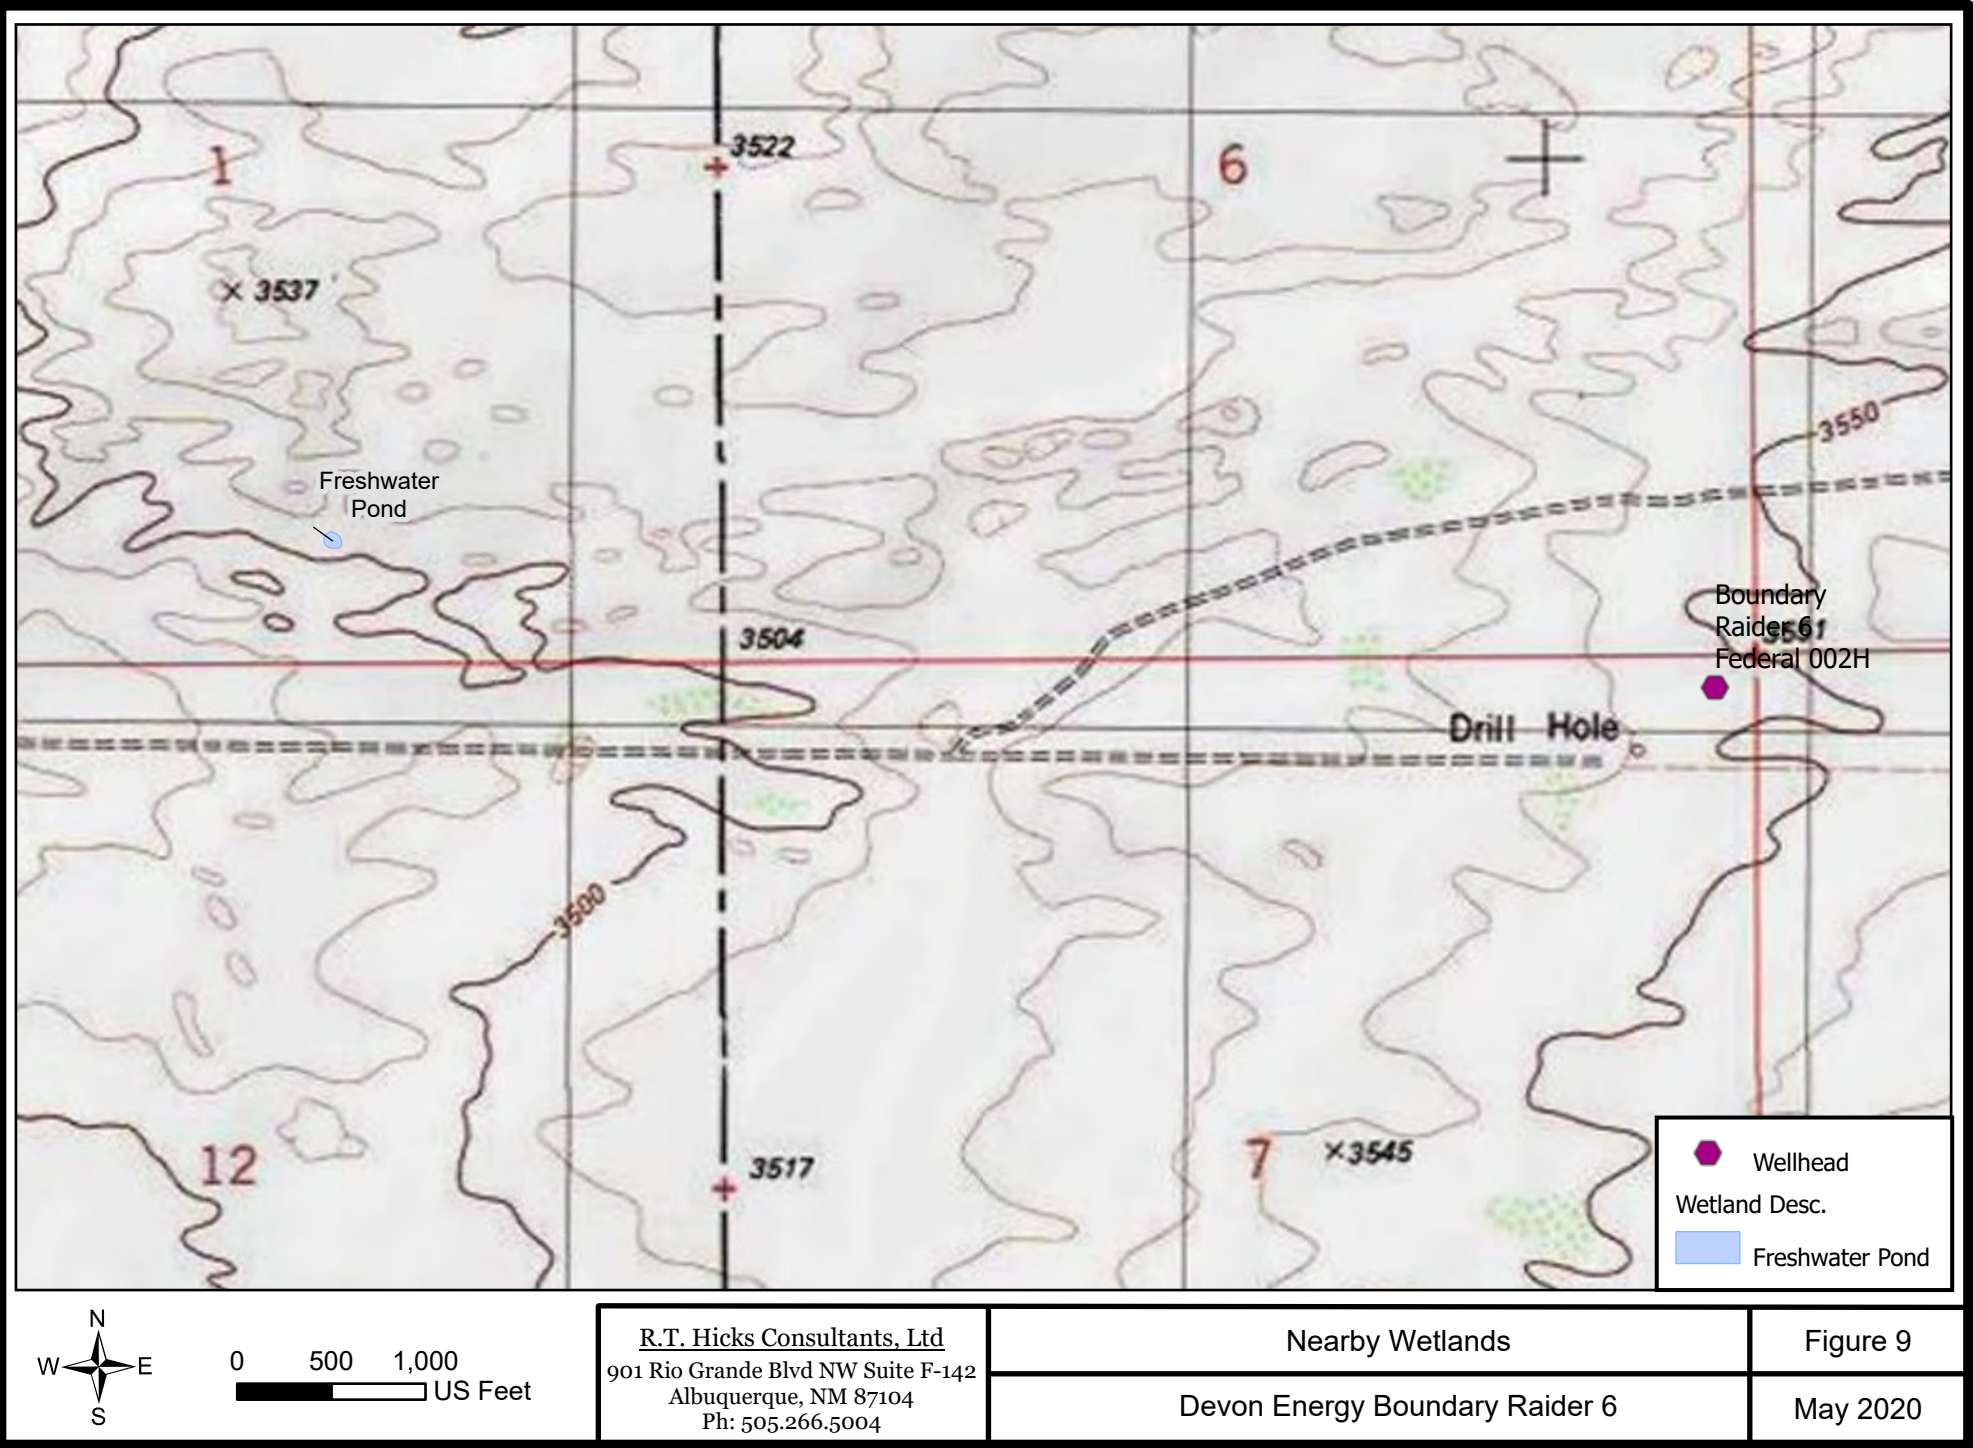 1
3522
6
3537
3550
Freshwater
Pond
3504
Boundary
Raider 6
3551
Federal 002H
Drill Hole
3500
12
3517
7
3545
Wellhead
Wetland Desc.
Freshwater Pond
N
W E
S
0 500 1,000
US Feet
R.T. Hicks Consultants, Ltd
901 Rio Grande Blvd NW Suite F-142
Albuquerque, NM 87104
Ph: 505.266.5004
Nearby Wetlands
Devon Energy Boundary Raider 6
Figure 9
May 2020